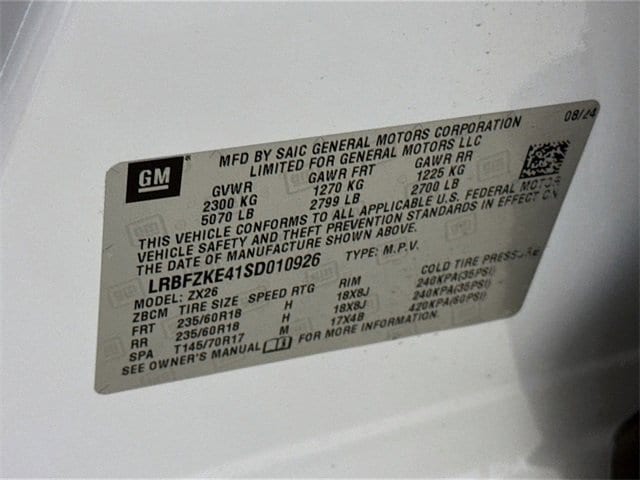 08/24
GM ®
MFD BY SAIC GENERAL MOTORS CORPORATION
LIMITED FOR GENERAL MOTORS LLC
GVWR GAWR FRT GAWR RR
2300 KG 1270 KG 1225 KG
5070 LB 2799 LB 2700 LB
THIS VEHICLE CONFORMS TO ALL APPLICABLE U.S. FEDERAL MOTOR
VEHICLE SAFETY AND THEFT PREVENTION STANDARDS IN EFFECT ON
THE DATE OF MANUFACTURE SHOWN ABOVE.
LRBFZKE41SD010926 TYPE: M.P.V.
MODEL: ZX26
ZBCM TIRE SIZE SPEED RTG RIM COLD TIRE PRESSURE
FRT 235/60R18 H 18X8J 240KPA(35PSI)
RR 235/60R18 H 18X8J 240KPA(35PSI)
SPA T145/70R17 M 17X4B 420KPA(60PSI)
SEE OWNER'S MANUAL